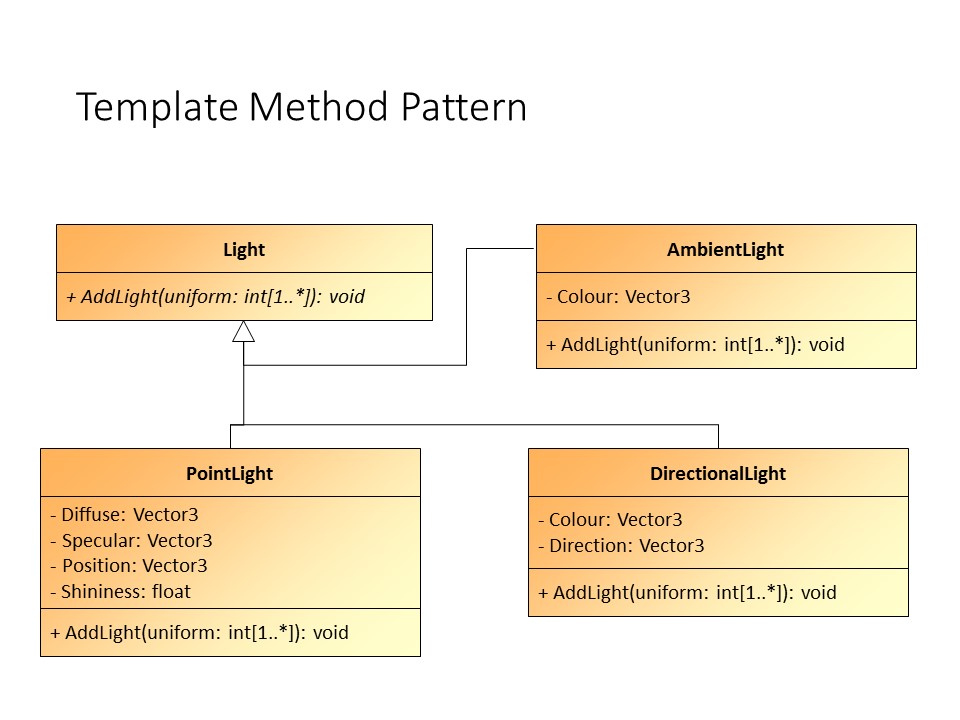 Template Method Pattern
Light
+ AddLight(uniform: int[1..*]): void
AmbientLight
- Colour: Vector3
+ AddLight(uniform: int[1..*]): void
PointLight
- Diffuse: Vector3
- Specular: Vector3
- Position: Vector3
- Shininess: float
+ AddLight(uniform: int[1..*]): void
DirectionalLight
- Colour: Vector3
- Direction: Vector3
+ AddLight(uniform: int[1..*]): void